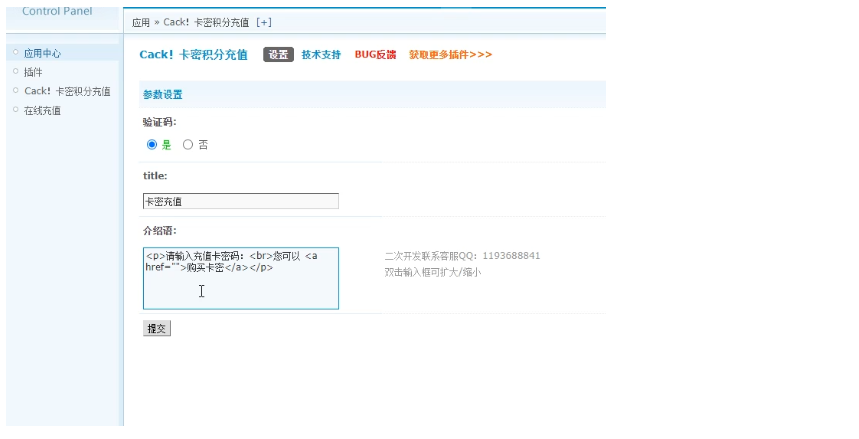 Control Panel
应用 » Cack！卡密积分充值 [+]
应用中心
插件
Cack！卡密积分充值
在线充值
Cack！卡密积分充值 设置 技术支持 BUG反馈 获取更多插件>>>
参数设置
验证码:
是 否
title:
卡密充值
介绍语:
<p>请输入充值卡密码：<br>您可以 <a
href="">购买卡密</a></p>
二次开发联系客服QQ：1193688841
双击输入框可扩大/缩小
提交